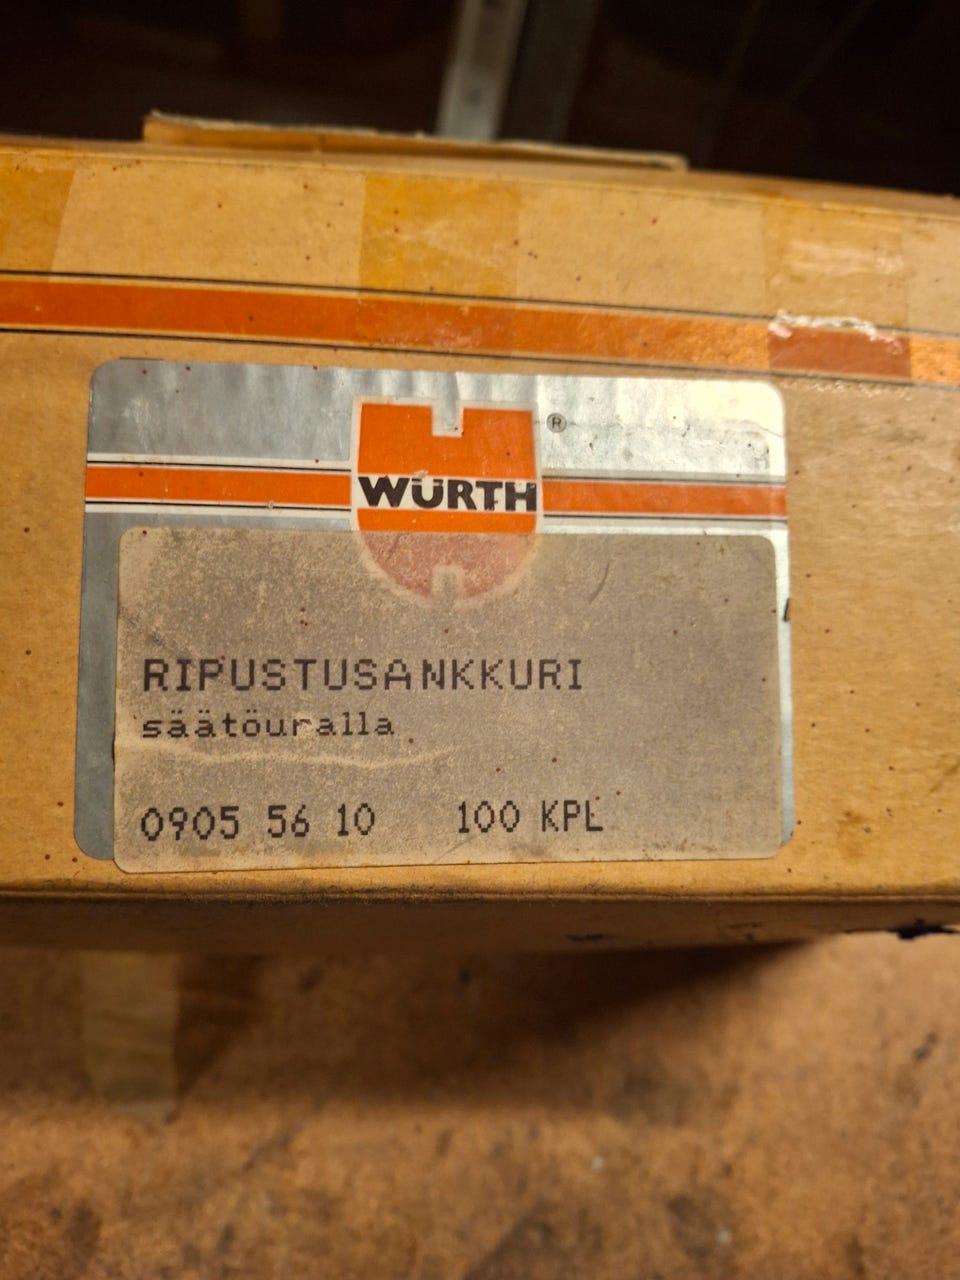 WÜRTH ®
RIPUSTUSANKKURI
säätöuralla
0905 56 10 100 KPL